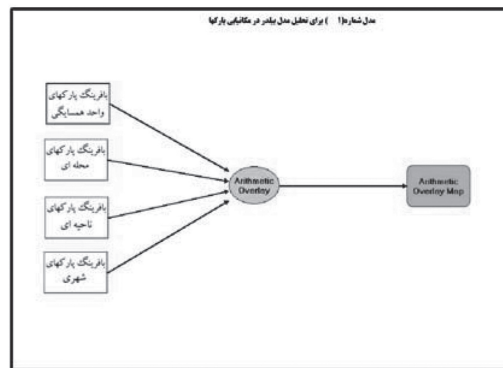 مدل شماره(1 ) برای تحلیل مدل بیلدر در مکانیابی پارکها
بافرینگ پارکهای
واحد همسایگی
بافرینگ پارکهای
محله ای
بافرینگ پارکهای
ناحیه ای
بافرینگ پارکهای
شهری
Arithmetic
Overlay
Arithmetic
Overlay Map